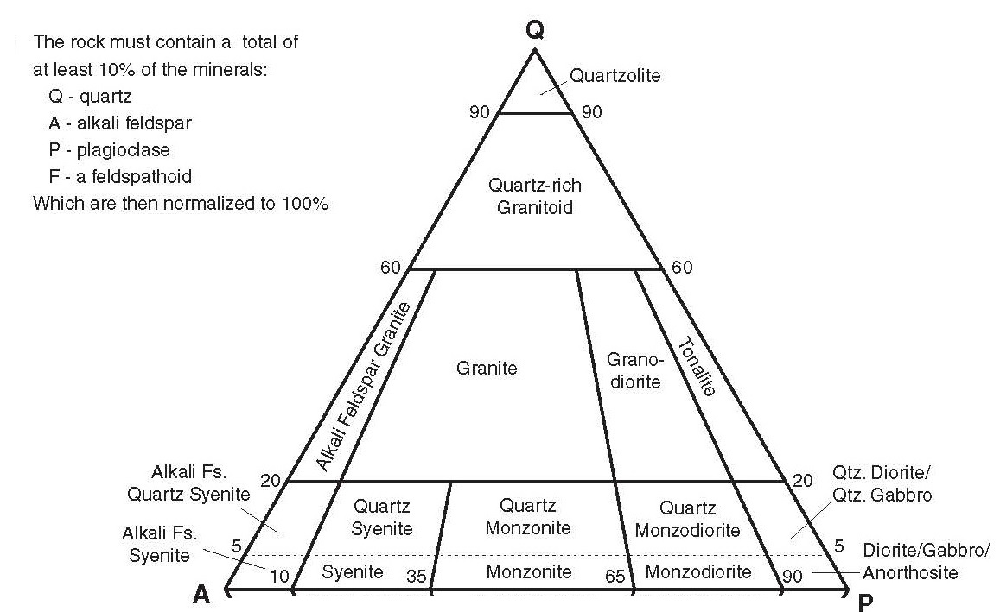 The rock must contain a total of
at least 10% of the minerals:
Q - quartz
A - alkali feldspar
P - plagioclase
F - a feldspathoid
Which are then normalized to 100%
Q
Quartzolite
90
90
Quartz-rich
Granitoid
60
60
Alkali Feldspar Granite
Granite
Grano-
diorite
Tonalite
Alkali Fs.
Quartz Syenite
20
20
Qtz. Diorite/
Qtz. Gabbro
Quartz
Syenite
Quartz
Monzonite
Quartz
Monzodiorite
Alkali Fs.
Syenite
5
5
Diorite/Gabbro/
Anorthosite
10
Syenite
35
Monzonite
65
Monzodiorite
90
A
P